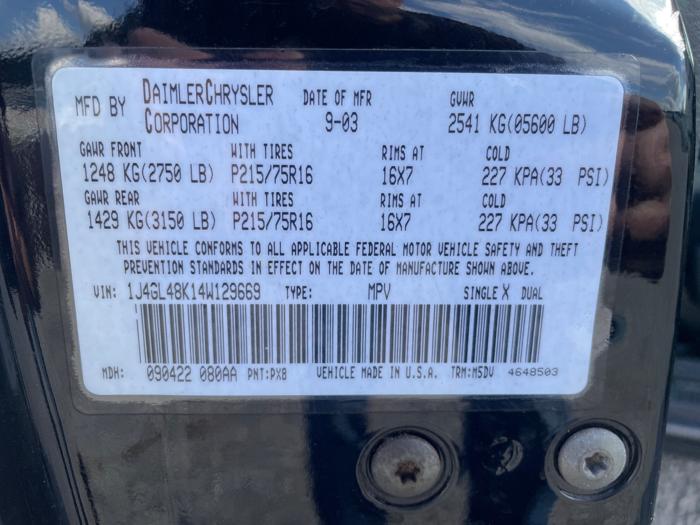 MFD BY DAIMLERCHRYSLER CORPORATION DATE OF MFR 9-03 GVWR 2541 KG(05600 LB)
GAWR FRONT WITH TIRES RIMS AT COLD
1248 KG(2750 LB) P215/75R16 16X7 227 KPA(33 PSI)
GAWR REAR WITH TIRES RIMS AT COLD
1429 KG(3150 LB) P215/75R16 16X7 227 KPA(33 PSI)
THIS VEHICLE CONFORMS TO ALL APPLICABLE FEDERAL MOTOR VEHICLE SAFETY AND THEFT
PREVENTION STANDARDS IN EFFECT ON THE DATE OF MANUFACTURE SHOWN ABOVE.
VIN: 1J4GL48K14W129669 TYPE: MPV SINGLE X DUAL
MDH: 090422 080AA PNT:PX8 VEHICLE MADE IN U.S.A. TRM:M5DV 4648503